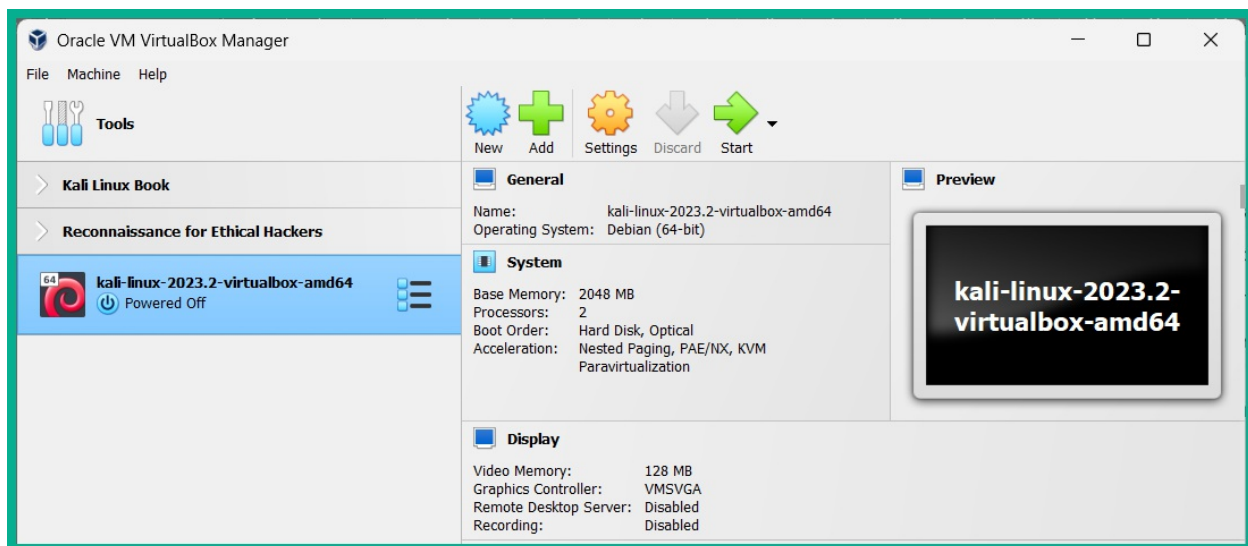 Oracle VM VirtualBox Manager
File Machine Help
Tools
New Add Settings Discard Start
Kali Linux Book
Reconnaissance for Ethical Hackers
64
kali-linux-2023.2-virtualbox-amd64
Powered Off
General
Name: kali-linux-2023.2-virtualbox-amd64
Operating System: Debian (64-bit)
System
Base Memory: 2048 MB
Processors: 2
Boot Order: Hard Disk, Optical
Acceleration: Nested Paging, PAE/NX, KVM
Paravirtualization
Preview
kali-linux-2023.2-
virtualbox-amd64
Display
Video Memory: 128 MB
Graphics Controller: VMSVGA
Remote Desktop Server: Disabled
Recording: Disabled